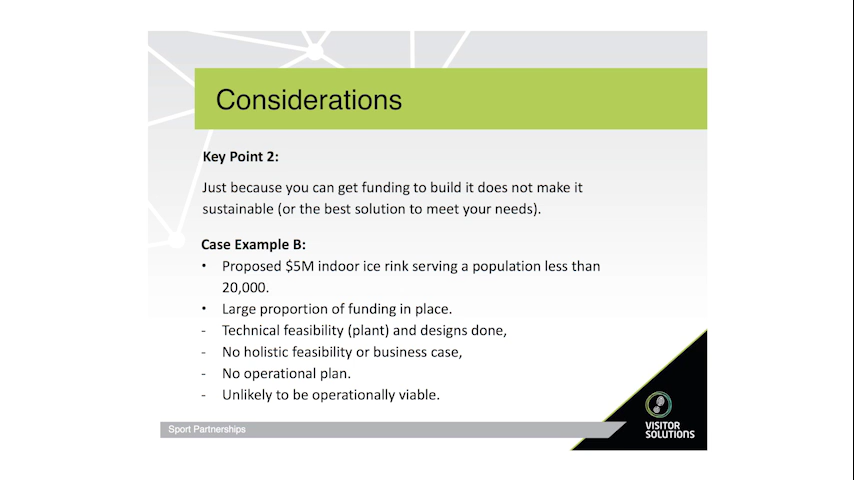 Considerations
Key Point 2:
Just because you can get funding to build it does not make it
sustainable (or the best solution to meet your needs).
Case Example B:
• Proposed $5M indoor ice rink serving a population less than
20,000.
• Large proportion of funding in place.
- Technical feasibility (plant) and designs done,
- No holistic feasibility or business case,
- No operational plan.
- Unlikely to be operationally viable.
Sport Partnerships
VISITOR
SOLUTIONS